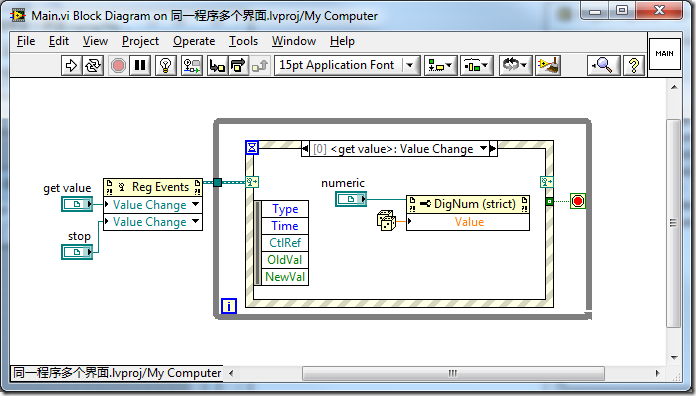 Main.vi Block Diagram on 同一程序多个界面.lvproj/My Computer
File Edit View Project Operate Tools Window Help
15pt Application Font
MAIN
[0] <get value>: Value Change
get value
Reg Events
Value Change
stop
Value Change
numeric
DigNum (strict)
Value
Type
Time
CtlRef
OldVal
NewVal
i
同一程序多个界面.lvproj/My Computer